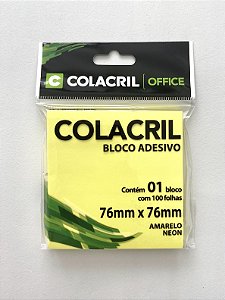 COLACRIL OFFICE
COLACRIL
BLOCO ADESIVO
Contém 01 bloco
com 100 folhas
76mm x 76mm
AMARELO
NEON